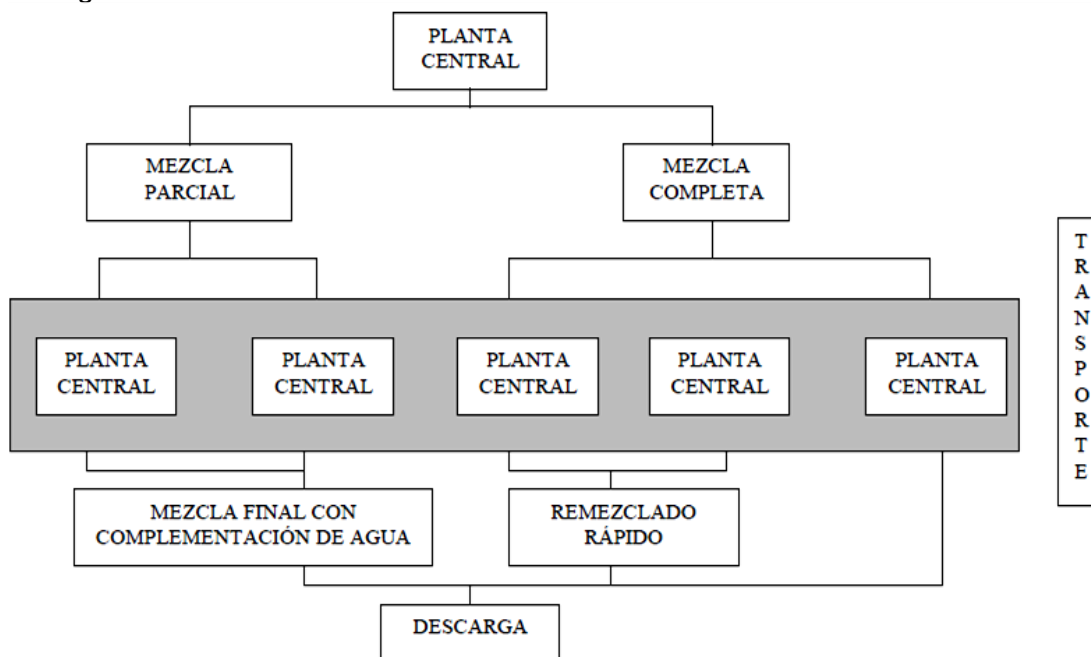 PLANTA
CENTRAL
MEZCLA
PARCIAL
MEZCLA
COMPLETA
T
R
A
N
S
P
O
R
T
E
PLANTA
CENTRAL
PLANTA
CENTRAL
PLANTA
CENTRAL
PLANTA
CENTRAL
PLANTA
CENTRAL
MEZCLA FINAL CON
COMPLEMENTACIÓN DE AGUA
REMEZCLADO
RÁPIDO
DESCARGA